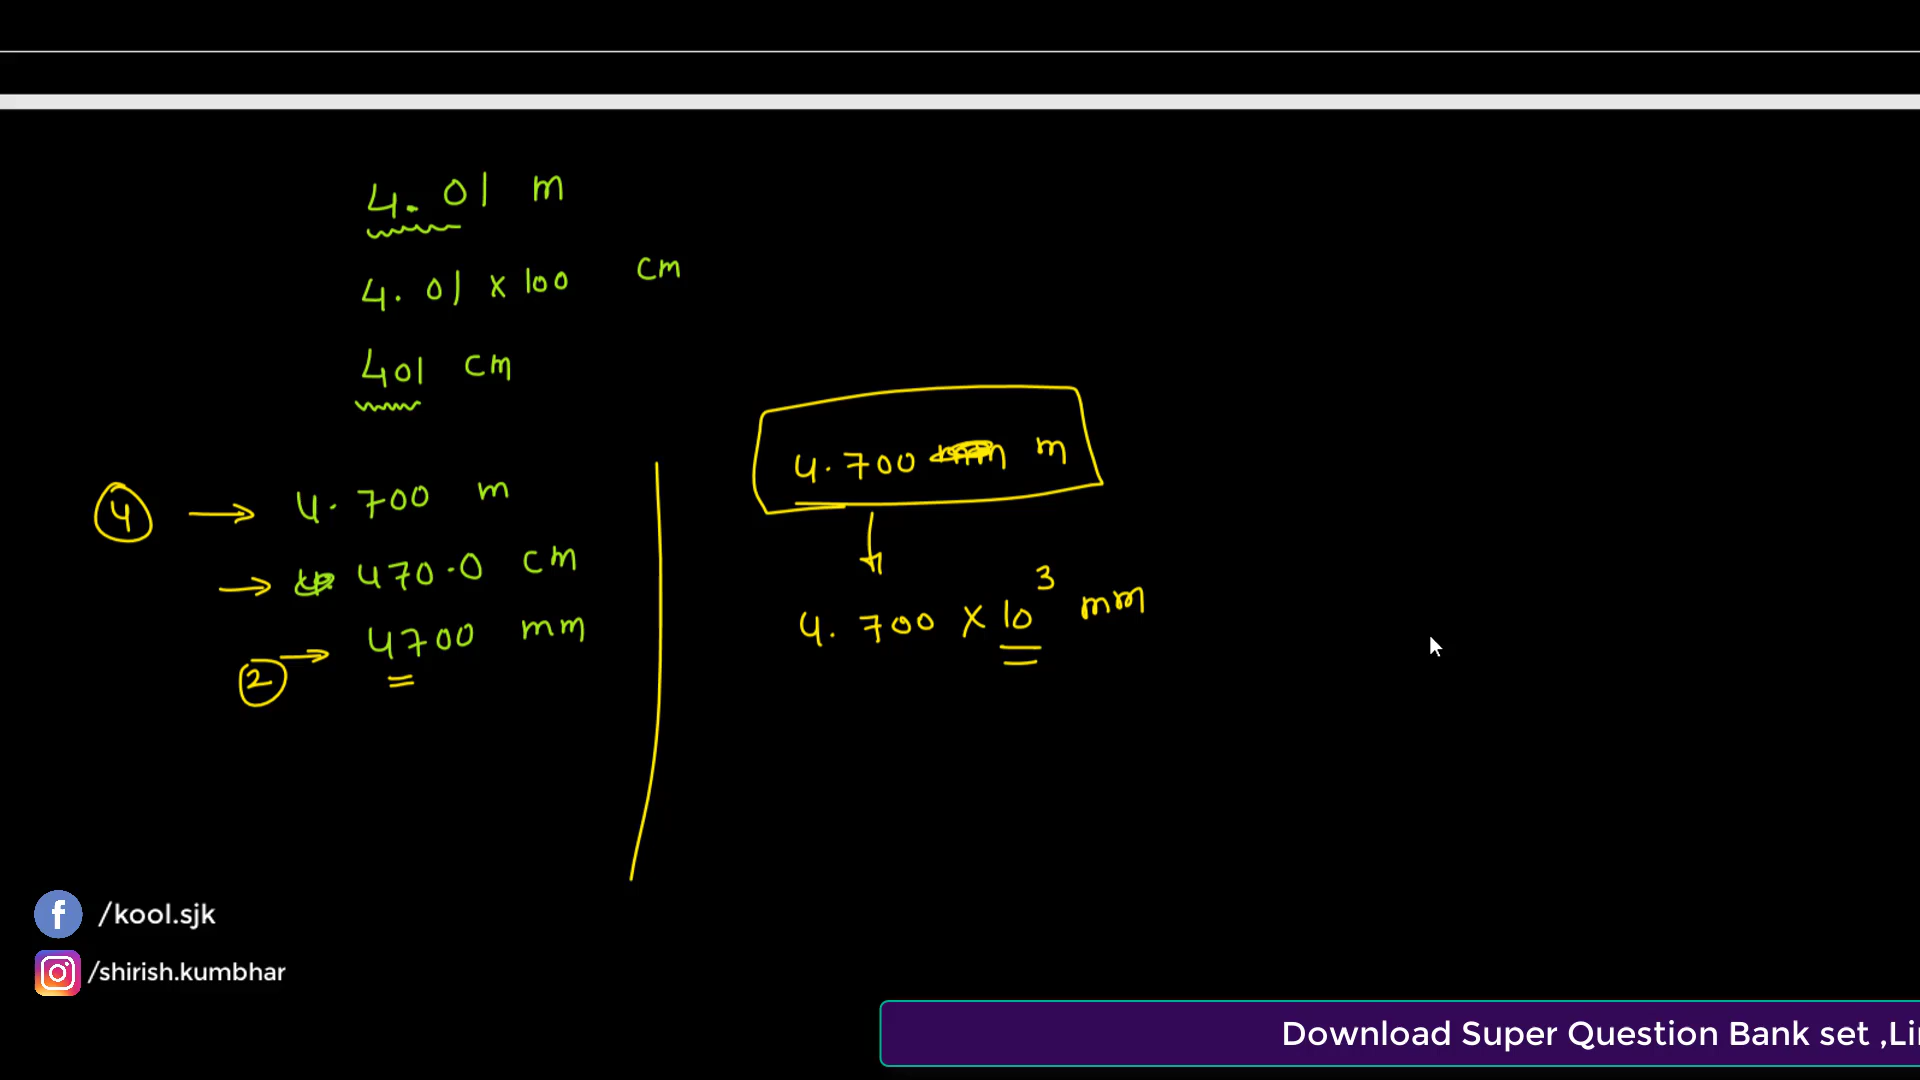 4.01 m
4.01 x 100 cm
401 cm
4 → 4.700 m
→ 470.0 cm
2 → 4700 mm
4.700 m
↓
4.700 x 10³ mm
/kool.sjk
/shirish.kumbhar
Download Super Question Bank set ,Li